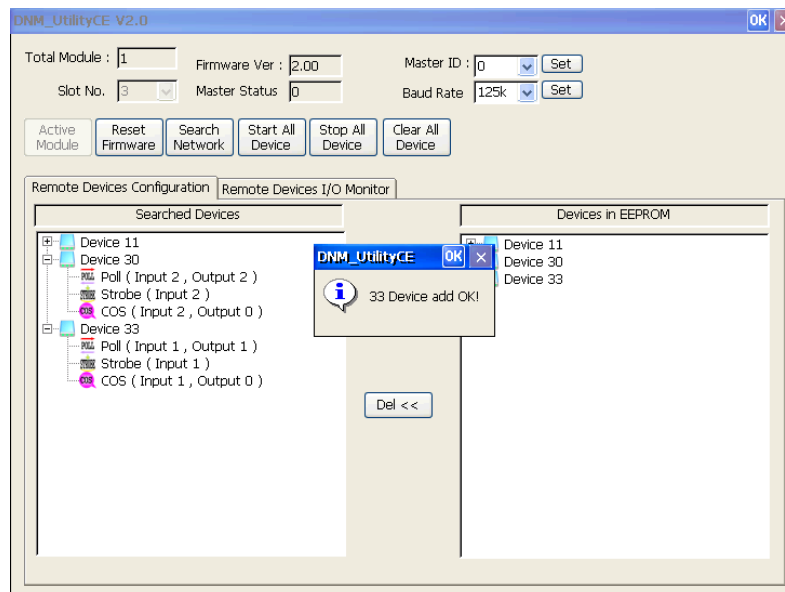 DNM_UtilityCE V2.0 OK
Total Module : 1 Firmware Ver : 2.00 Master ID : 0 Set
Slot No. 3 Master Status 0 Baud Rate 125k Set
Active Module Reset Firmware Search Network Start All Device Stop All Device Clear All Device
Remote Devices Configuration Remote Devices I/O Monitor
Searched Devices Devices in EEPROM
Device 11
Device 30
Poll ( Input 2 , Output 2 )
Strobe ( Input 2 )
COS ( Input 2 , Output 0 )
Device 33
Poll ( Input 1 , Output 1 )
Strobe ( Input 1 )
COS ( Input 1 , Output 0 )
DNM_UtilityCE OK
33 Device add OK!
Del <<
Device 11
Device 30
Device 33